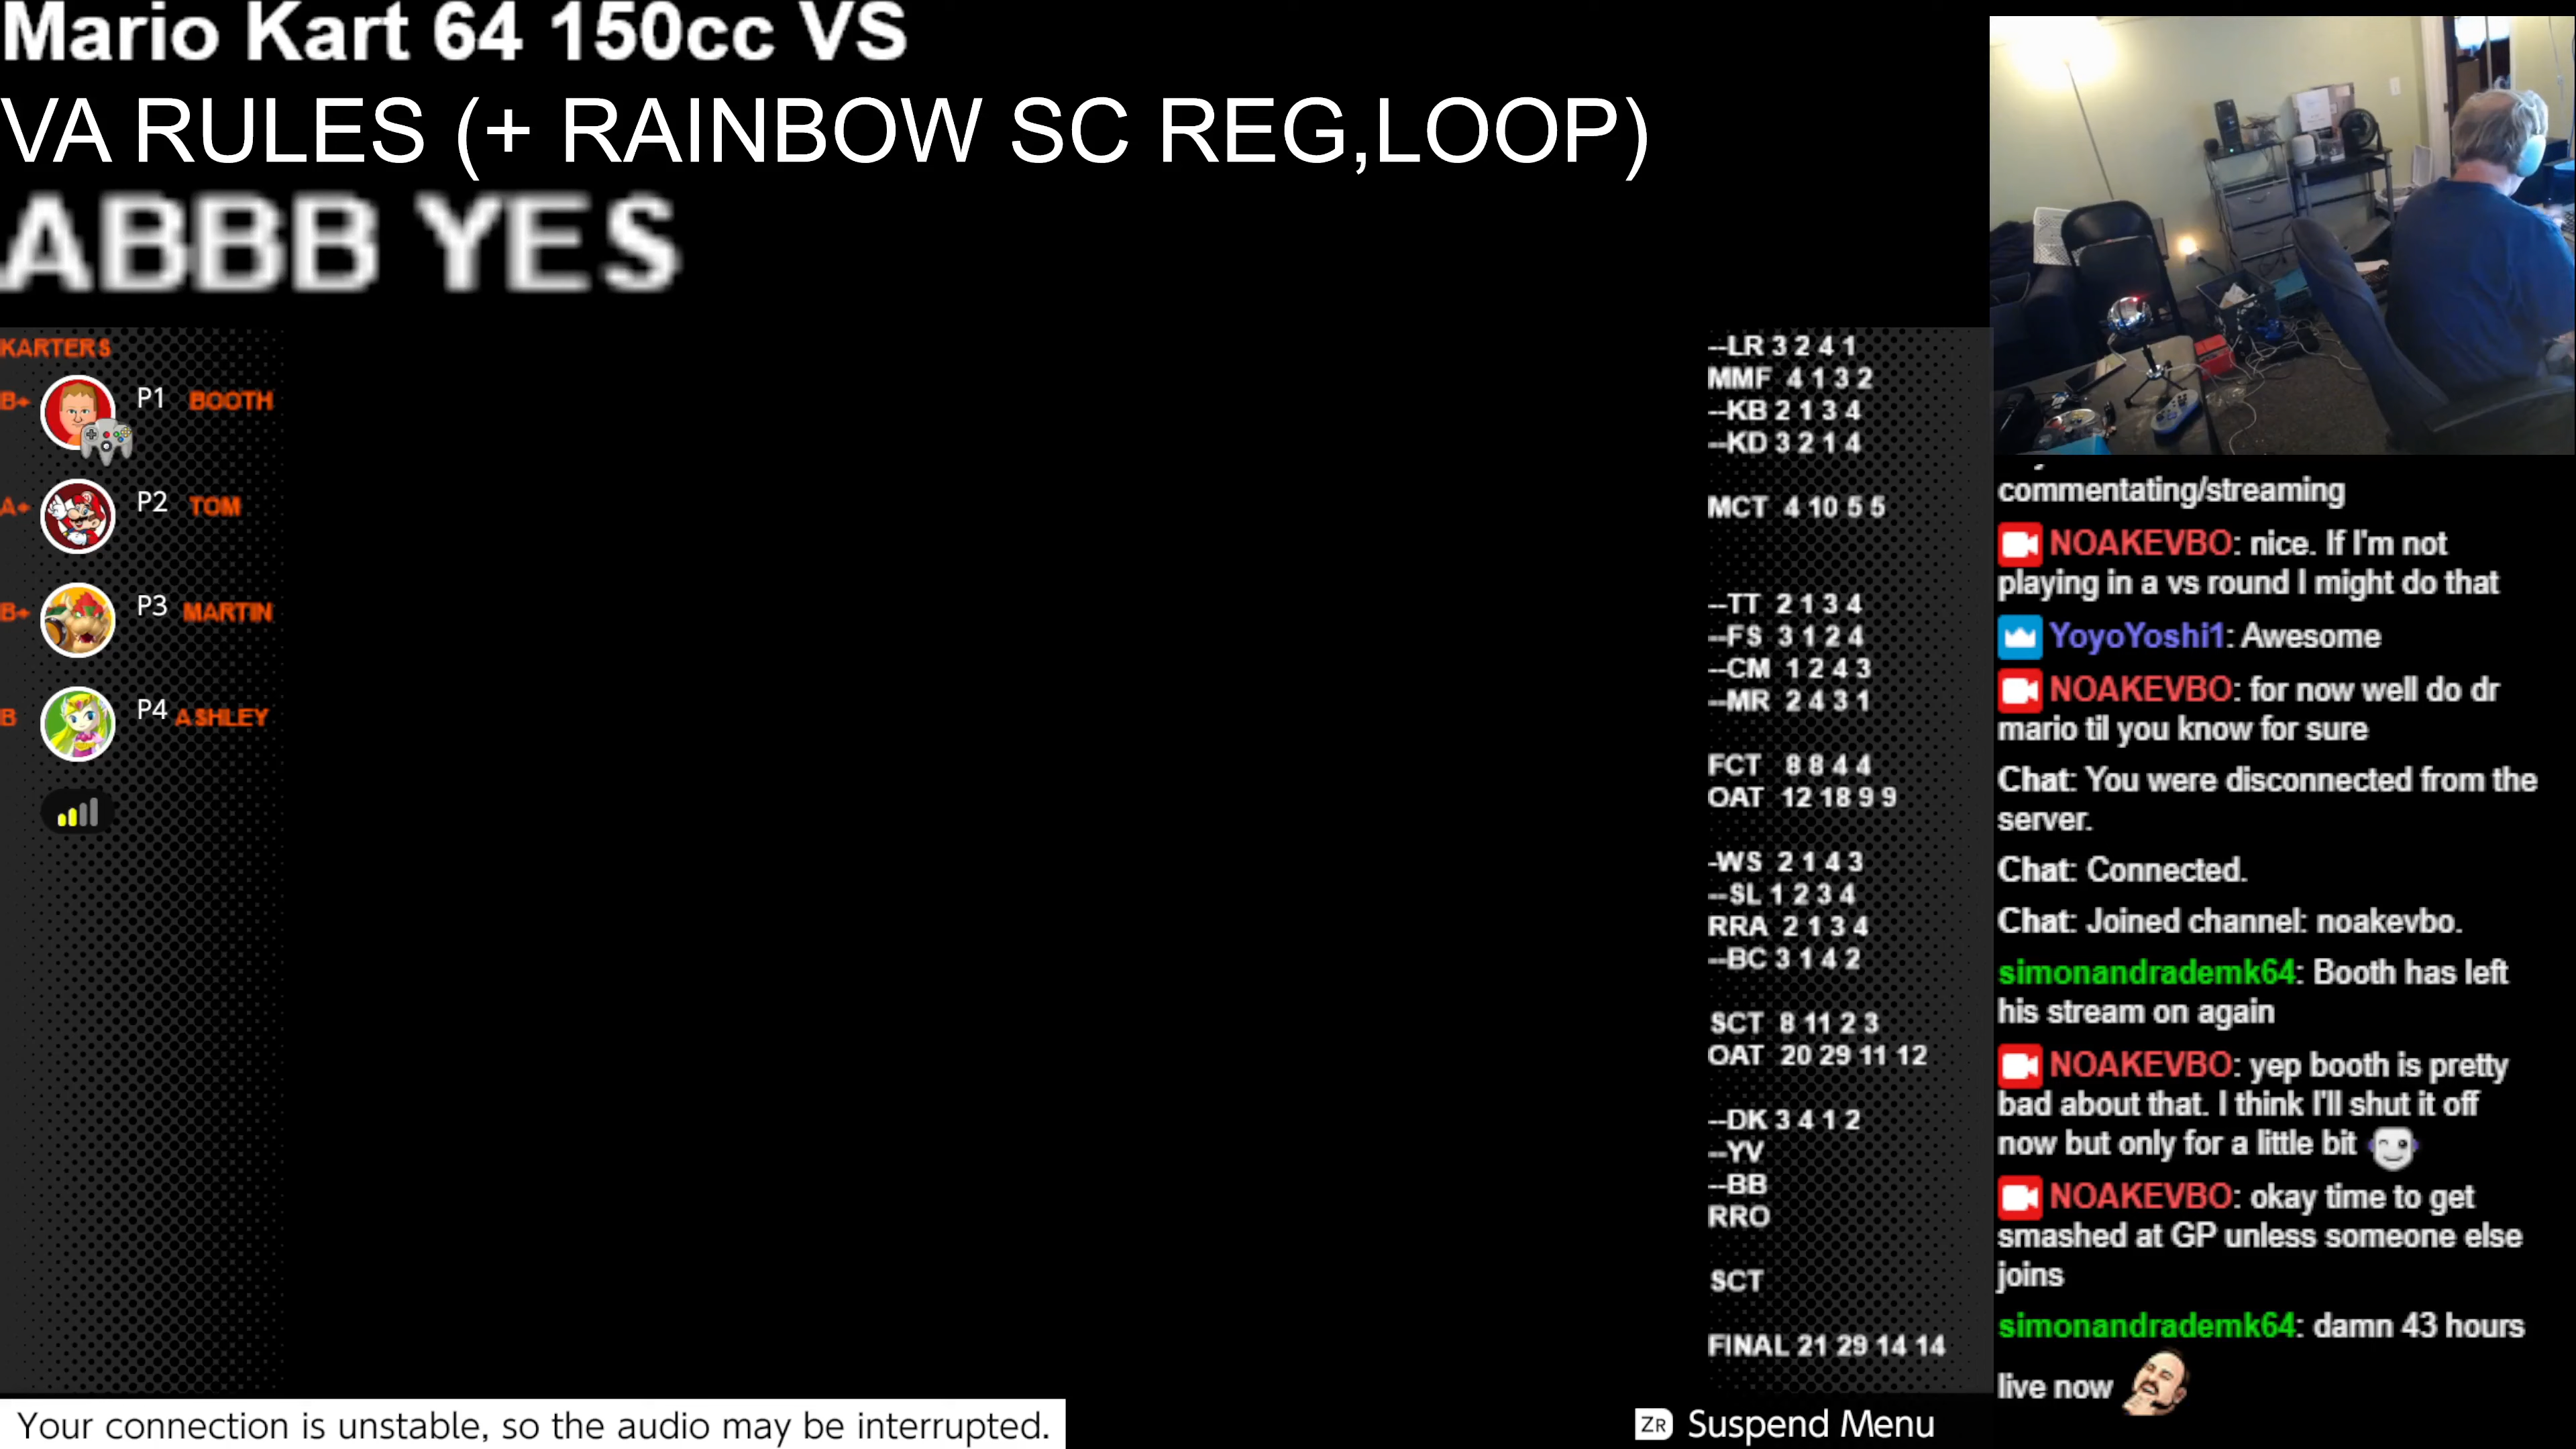 Mario Kart 64 150cc VS
VA RULES (+ RAINBOW SC REG,LOOP)
ABBB YES
KARTERS
B+ P1 BOOTH
A+ P2 TOM
B+ P3 MARTIN
B P4 ASHLEY
--LR 3 2 4 1
MMF 4 1 3 2
--KB 2 1 3 4
--KD 3 2 1 4
MCT 4 10 5 5
--TT 2 1 3 4
--FS 3 1 2 4
--CM 1 2 4 3
--MR 2 4 3 1
FCT 8 8 4 4
OAT 12 18 9 9
-WS 2 1 4 3
--SL 1 2 3 4
RRA 2 1 3 4
--BC 3 1 4 2
SCT 8 11 2 3
OAT 20 29 11 12
--DK 3 4 1 2
--YV
--BB
RRO
SCT
FINAL 21 29 14 14
commentating/streaming
NOAKEVBO: nice. If I'm not
playing in a vs round I might do that
YoyoYoshi1: Awesome
NOAKEVBO: for now well do dr
mario til you know for sure
Chat: You were disconnected from the
server.
Chat: Connected.
Chat: Joined channel: noakevbo.
simonandrademk64: Booth has left
his stream on again
NOAKEVBO: yep booth is pretty
bad about that. I think I'll shut it off
now but only for a little bit
NOAKEVBO: okay time to get
smashed at GP unless someone else
joins
simonandrademk64: damn 43 hours
live now
Your connection is unstable, so the audio may be interrupted.
ZR Suspend Menu